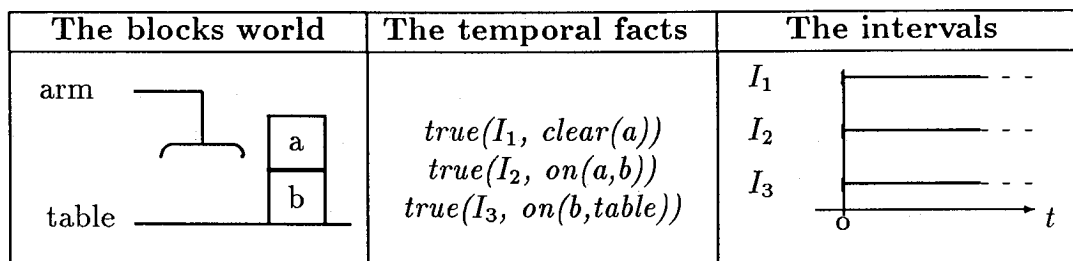 The blocks world The temporal facts The intervals
arm
a
b
table
true(I₁, clear(a))
true(I₂, on(a,b))
true(I₃, on(b,table))
I₁
I₂
I₃
o
t